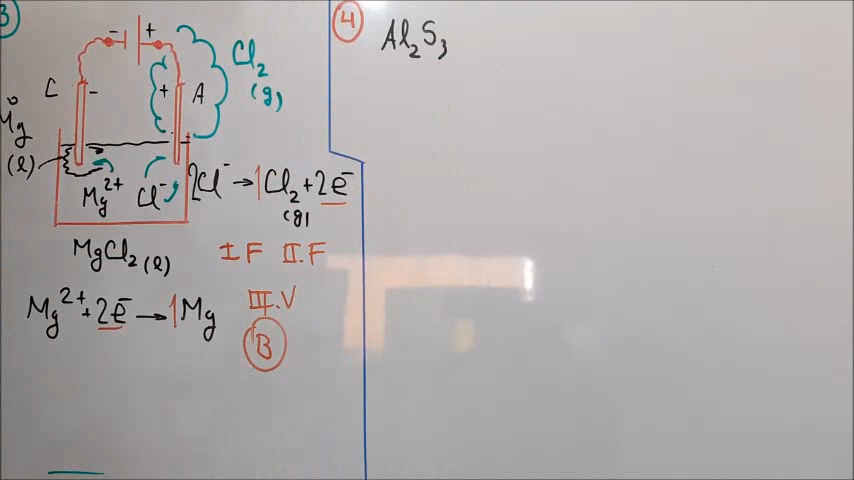 3
- +
Cl₂
(g)
C - + A
Mg
(l)
Mg²⁺ Cl⁻
2Cl⁻ → 1Cl₂ + 2e⁻
(g)
MgCl₂(l)
I F II.F
Mg²⁺ + 2e⁻ → 1Mg
III.V
B
4
Al₂S₃